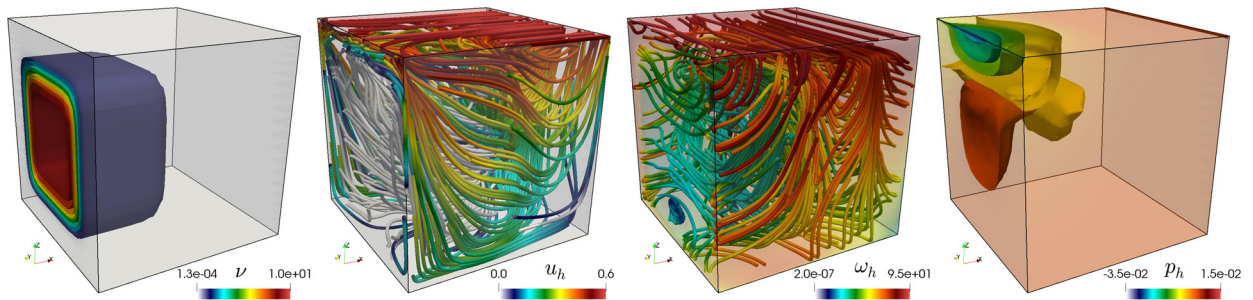 Z
Y
X
1.3e-04 ν 1.0e+01
Z
Y
X
0.0 u_h 0.6
Z
Y
X
2.0e-07 ω_h 9.5e+01
Z
Y
X
-3.5e-02 p_h 1.5e-02